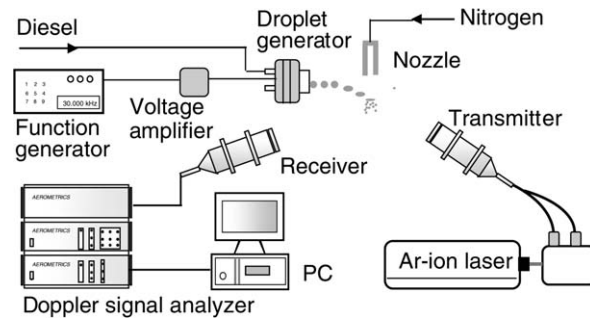 Diesel
Droplet
generator
Nitrogen
Nozzle
1 2 3
4 5 6
7 8 9
30.000 kHz
Function
generator
Voltage
amplifier
Transmitter
Receiver
AEROMETRICS
AEROMETRICS
AEROMETRICS
PC
Ar-ion laser
Doppler signal analyzer